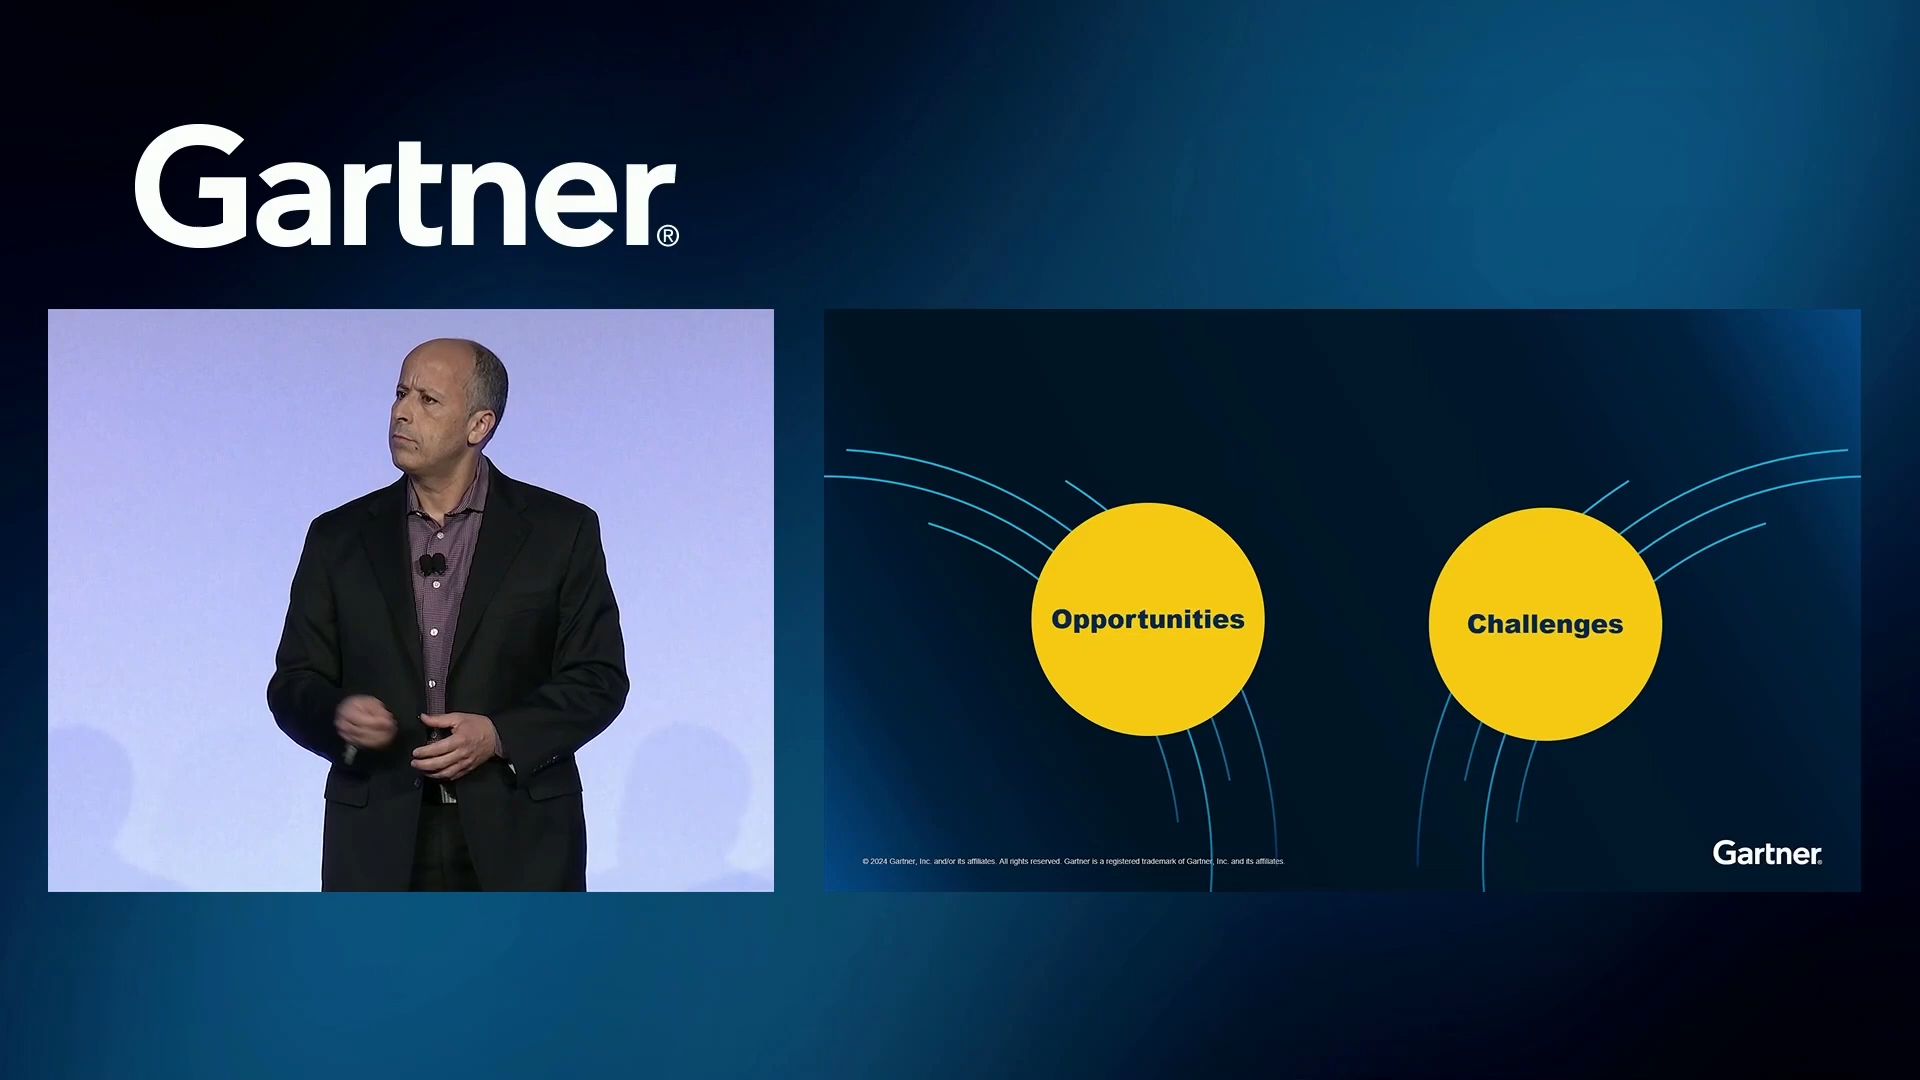 Gartner®
Opportunities
Challenges
© 2024 Gartner, Inc. and/or its affiliates. All rights reserved. Gartner is a registered trademark of Gartner, Inc. and its affiliates.
Gartner®